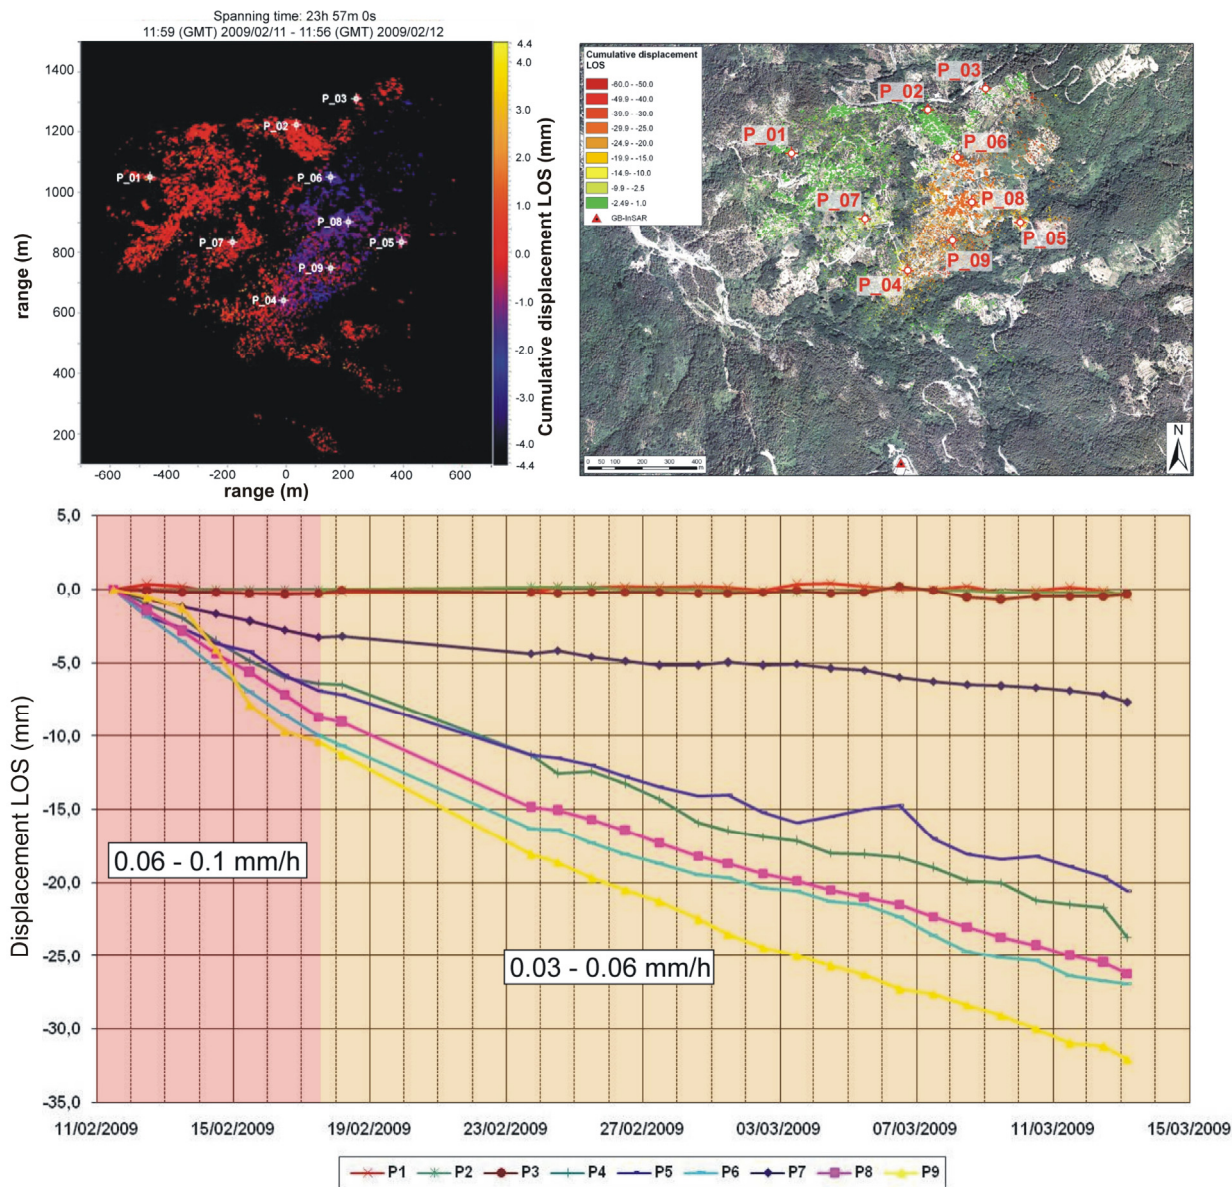 Spanning time: 23h 57m 0s
11:59 (GMT) 2009/02/11 - 11:56 (GMT) 2009/02/12
range (m)
1400
1200
1000
800
600
400
200
-600
-400
-200
0
200
400
600
range (m)
P_03
P_02
P_01
P_06
P_08
P_07
P_05
P_09
P_04
4.4
4.0
3.0
2.0
1.0
0.0
-1.0
-2.0
-3.0
-4.0
-4.4
Cumulative displacement LOS (mm)
Cumulative displacement
LOS
-60.0 - -50.0
-49.9 - -40.0
-39.9 - -30.0
-29.9 - -25.0
-24.9 - -20.0
-19.9 - -15.0
-14.9 - -10.0
-9.9 - -2.5
-2.49 - 1.0
GB-InSAR
P_03
P_02
P_01
P_06
P_07
P_08
P_05
P_09
P_04
N
0 50 100 200 300 400
m
Displacement LOS (mm)
5,0
0,0
-5,0
-10,0
-15,0
-20,0
-25,0
-30,0
-35,0
0.06 - 0.1 mm/h
0.03 - 0.06 mm/h
11/02/2009 15/02/2009 19/02/2009 23/02/2009 27/02/2009 03/03/2009 07/03/2009 11/03/2009 15/03/2009
P1 P2 P3 P4 P5 P6 P7 P8 P9